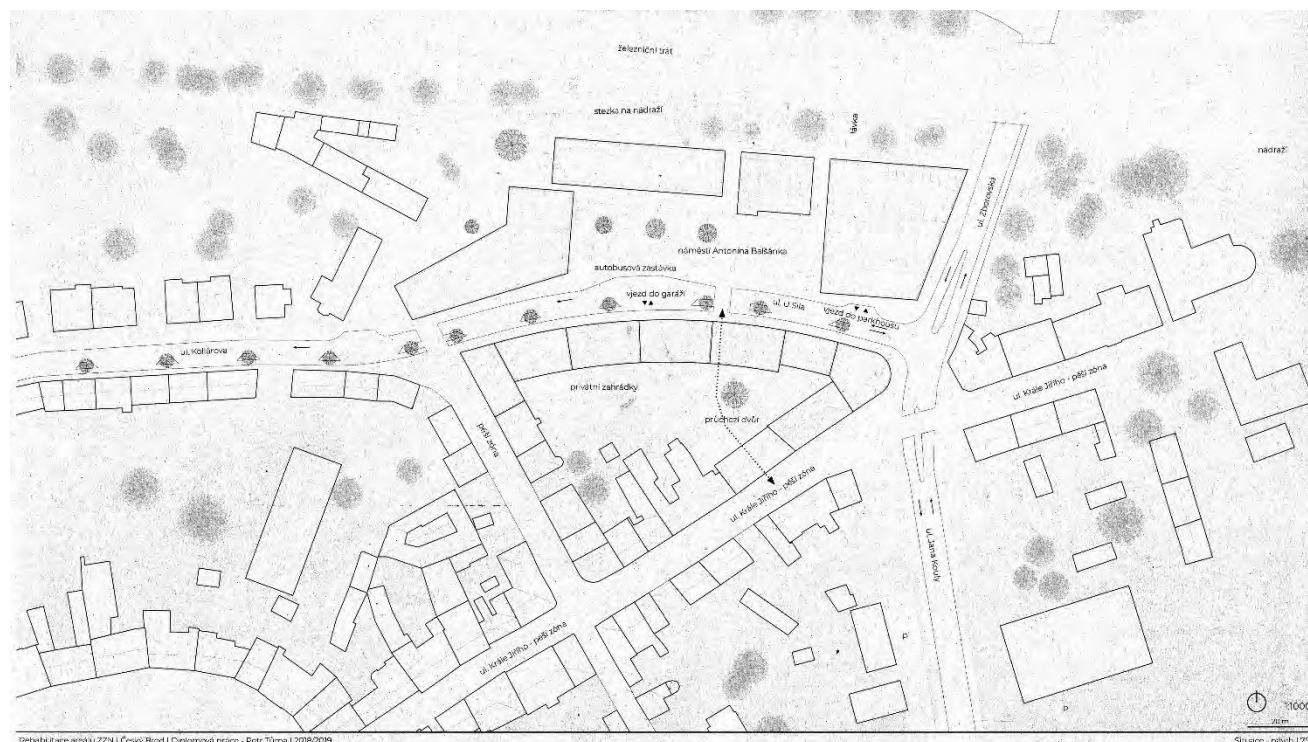 železniční trať
stezka na nádraží
lávka
nádraží
ul. Zborovská
náměstí Antonína Balšánka
autobusová zastávka
vjezd do garáží
ul. U Sila
vjezd do parkhousu
ul. Kollárova
privátní zahrádky
průchozí dvůr
pěší zóna
ul. Krále Jiřího - pěší zóna
ul. Krále Jiřího - pěší zóna
ul. Jana Kouly
ul. Krále Jiřího - pěší zóna
P
P
1:1000
20 m
Rehabilitace areálu ZZN | Český Brod | Diplomová práce - Petr Tůma | 2018/2019